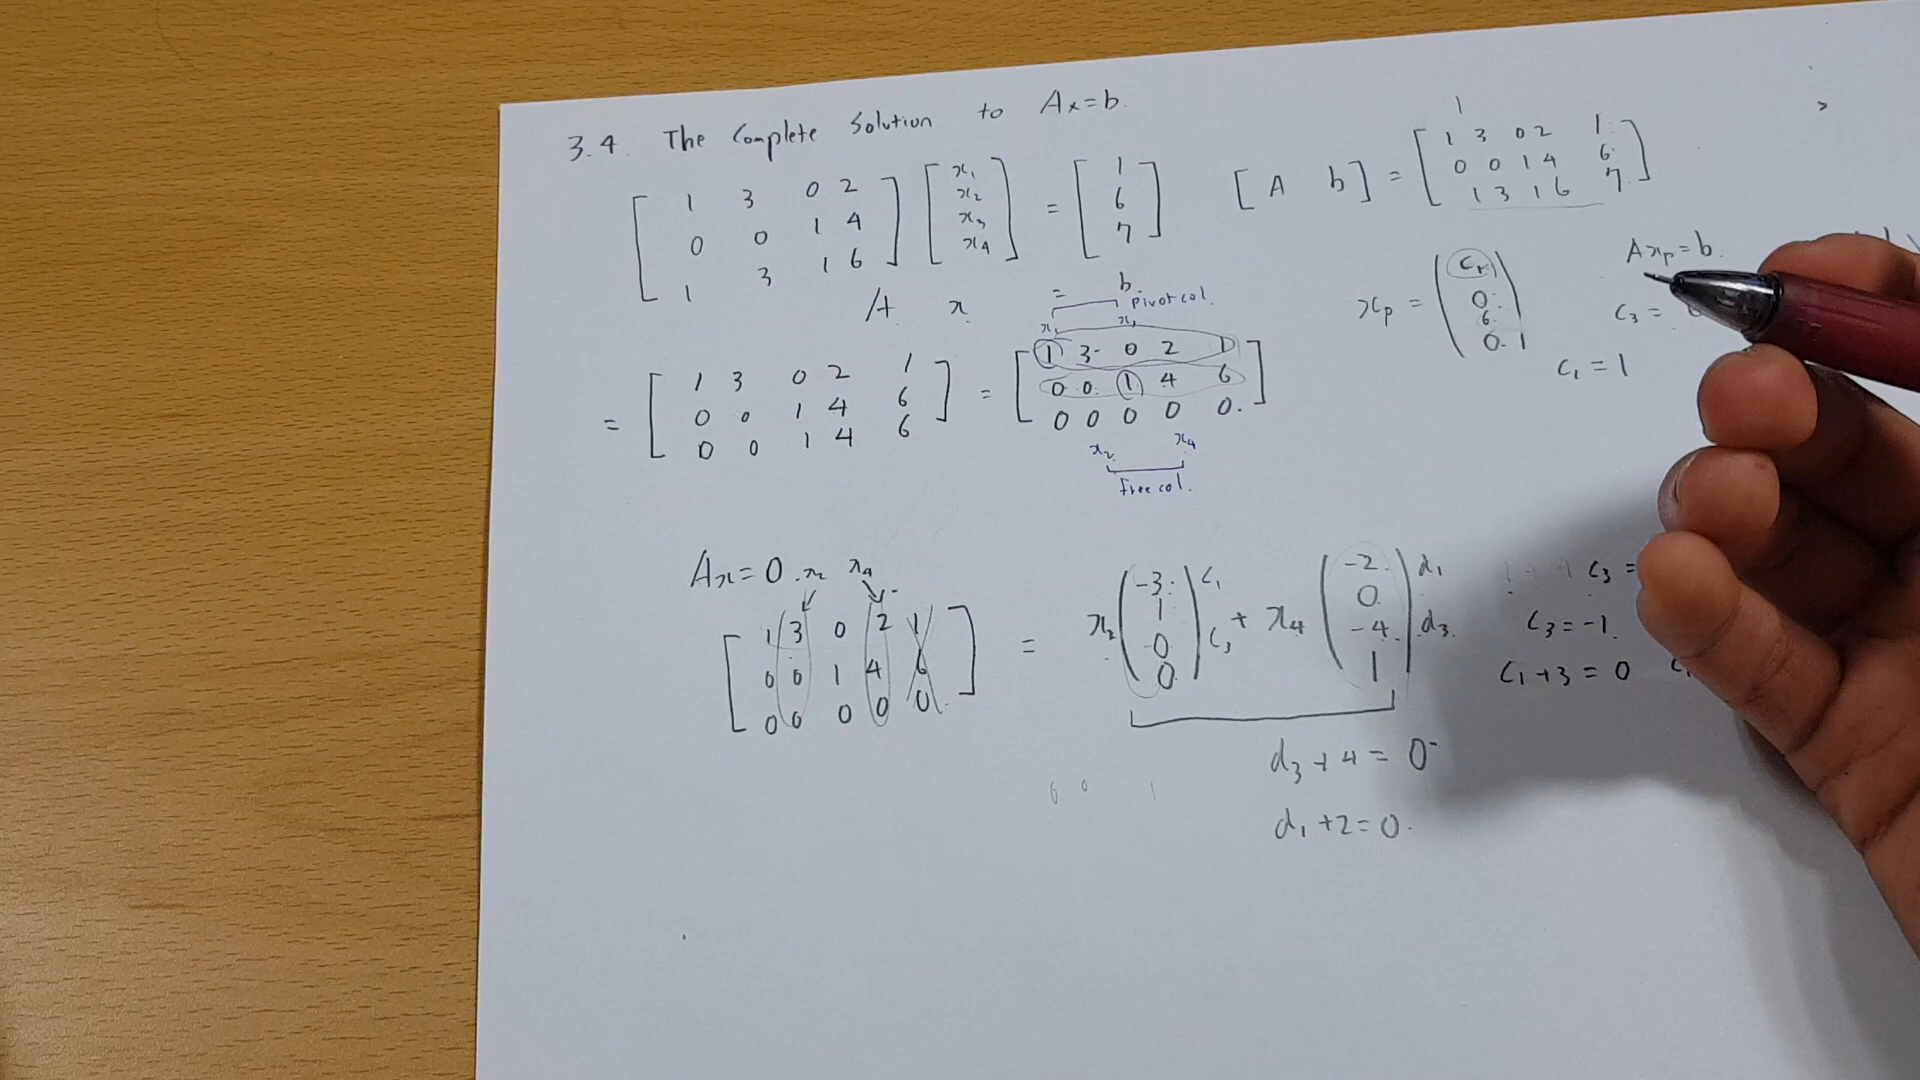 3.4. The Complete Solution to Ax=b.
[ 1 3 0 2 ] [ x₁ ] = [ 1 ]
[ 0 0 1 4 ] [ x₂ ] [ 6 ]
[ 1 3 1 6 ] [ x₃ ] [ 7 ]
[ x₄ ]
A x = b.
1
[ A b ] = [ 1 3 0 2 1 ]
[ 0 0 1 4 6 ]
[ 1 3 1 6 7 ]
Axp = b.
xp = ( 0 6 0 )
c₃ =
c₁ = 1
pivot col.
x₁
= [ 1 3 0 2 1 ] = [ 1 3 0 2 1 ]
[ 0 0 1 4 6 ] [ 0 0 1 4 6 ]
[ 0 0 1 4 6 ] [ 0 0 0 0 0. ]
x₂ x₄
Free col.
Ax=0 x₄
[ 1 3 0 2 1 ] = x₂ ( -3 1 0 0 ) c₁ c₃ + x₄ ( -2 0 -4 1 ) d₁ d₃
[ 0 0 1 4 6 ]
[ 0 0 0 0 0 ]
c₃ =
c₃ = -1.
c₁ + 3 = 0
d₃ + 4 = 0
d₁ + 2 = 0.